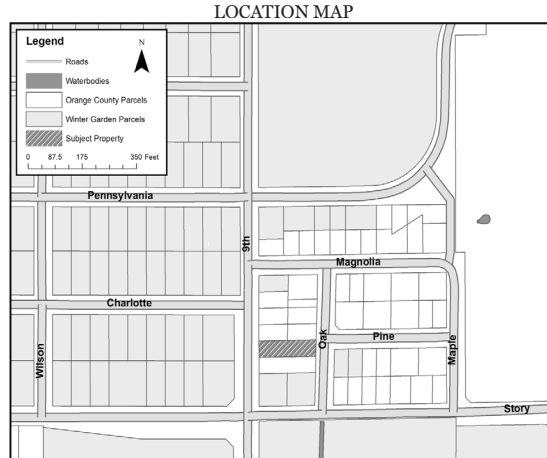 LOCATION MAP
Legend
N
Roads
Waterbodies
Orange County Parcels
Winter Garden Parcels
Subject Property
0 87.5 175 350 Feet
Pennsylvania
9th
Magnolia
Charlotte
Oak
Pine
Maple
Wilson
Story